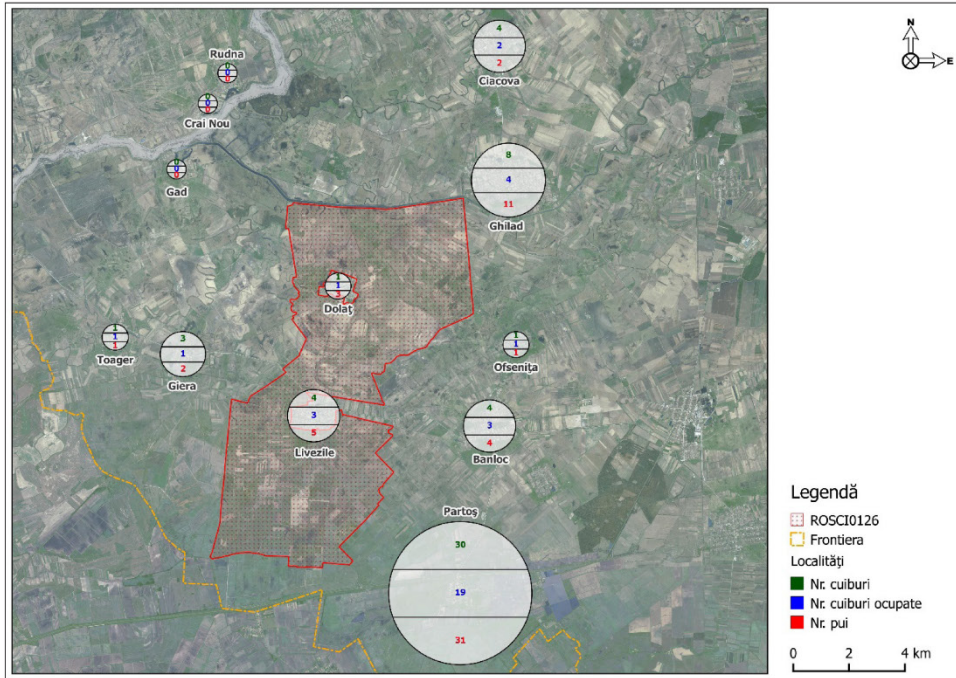 N
E
Rudna
0
0
0
Crai Nou
0
0
0
Gad
0
0
0
4
2
2
Ciacova
8
4
11
Ghilad
1
1
3
Dolaț
1
1
1
Toager
3
1
2
Giera
1
1
1
Ofsenița
4
3
5
Livezile
4
3
4
Banloc
Partoș
30
19
31
Legendă
ROSCI0126
Frontiera
Localități
Nr. cuiburi
Nr. cuiburi ocupate
Nr. pui
0 2 4 km